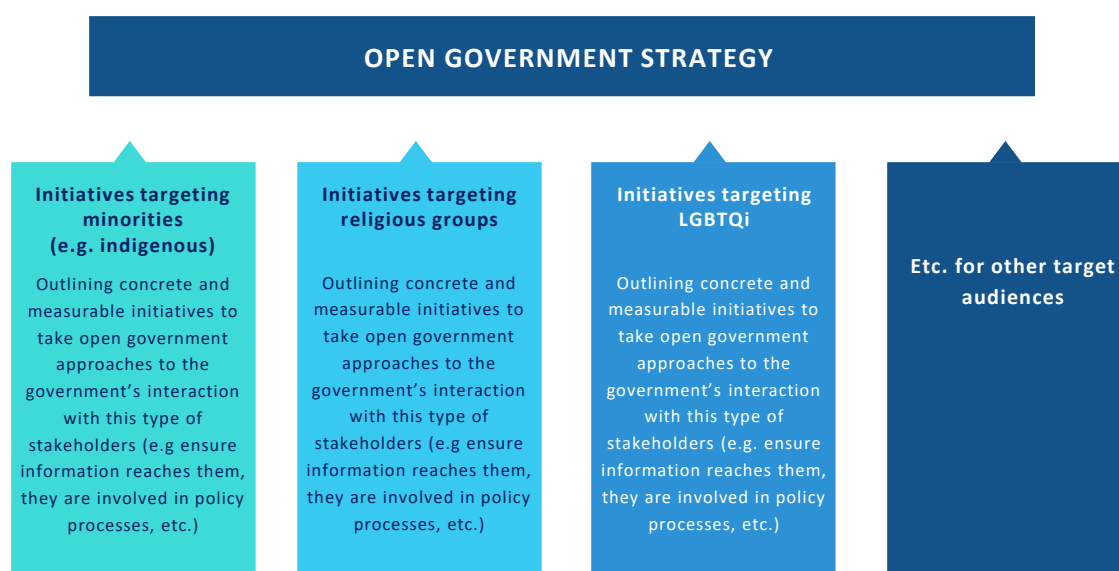 OPEN GOVERNMENT STRATEGY
Initiatives targeting
minorities
(e.g. indigenous)
Outlining concrete and
measurable initiatives to
take open government
approaches to the
government’s interaction
with this type of
stakeholders (e.g ensure
information reaches them,
they are involved in policy
processes, etc.)
Initiatives targeting
religious groups
Outlining concrete and
measurable initiatives to
take open government
approaches to the
government’s interaction
with this type of
stakeholders (e.g ensure
information reaches them,
they are involved in policy
processes, etc.)
Initiatives targeting
LGBTQi
Outlining concrete and
measurable initiatives to
take open government
approaches to the
government’s interaction
with this type of
stakeholders (e.g. ensure
information reaches them,
they are involved in policy
processes, etc.)
Etc. for other target
audiences